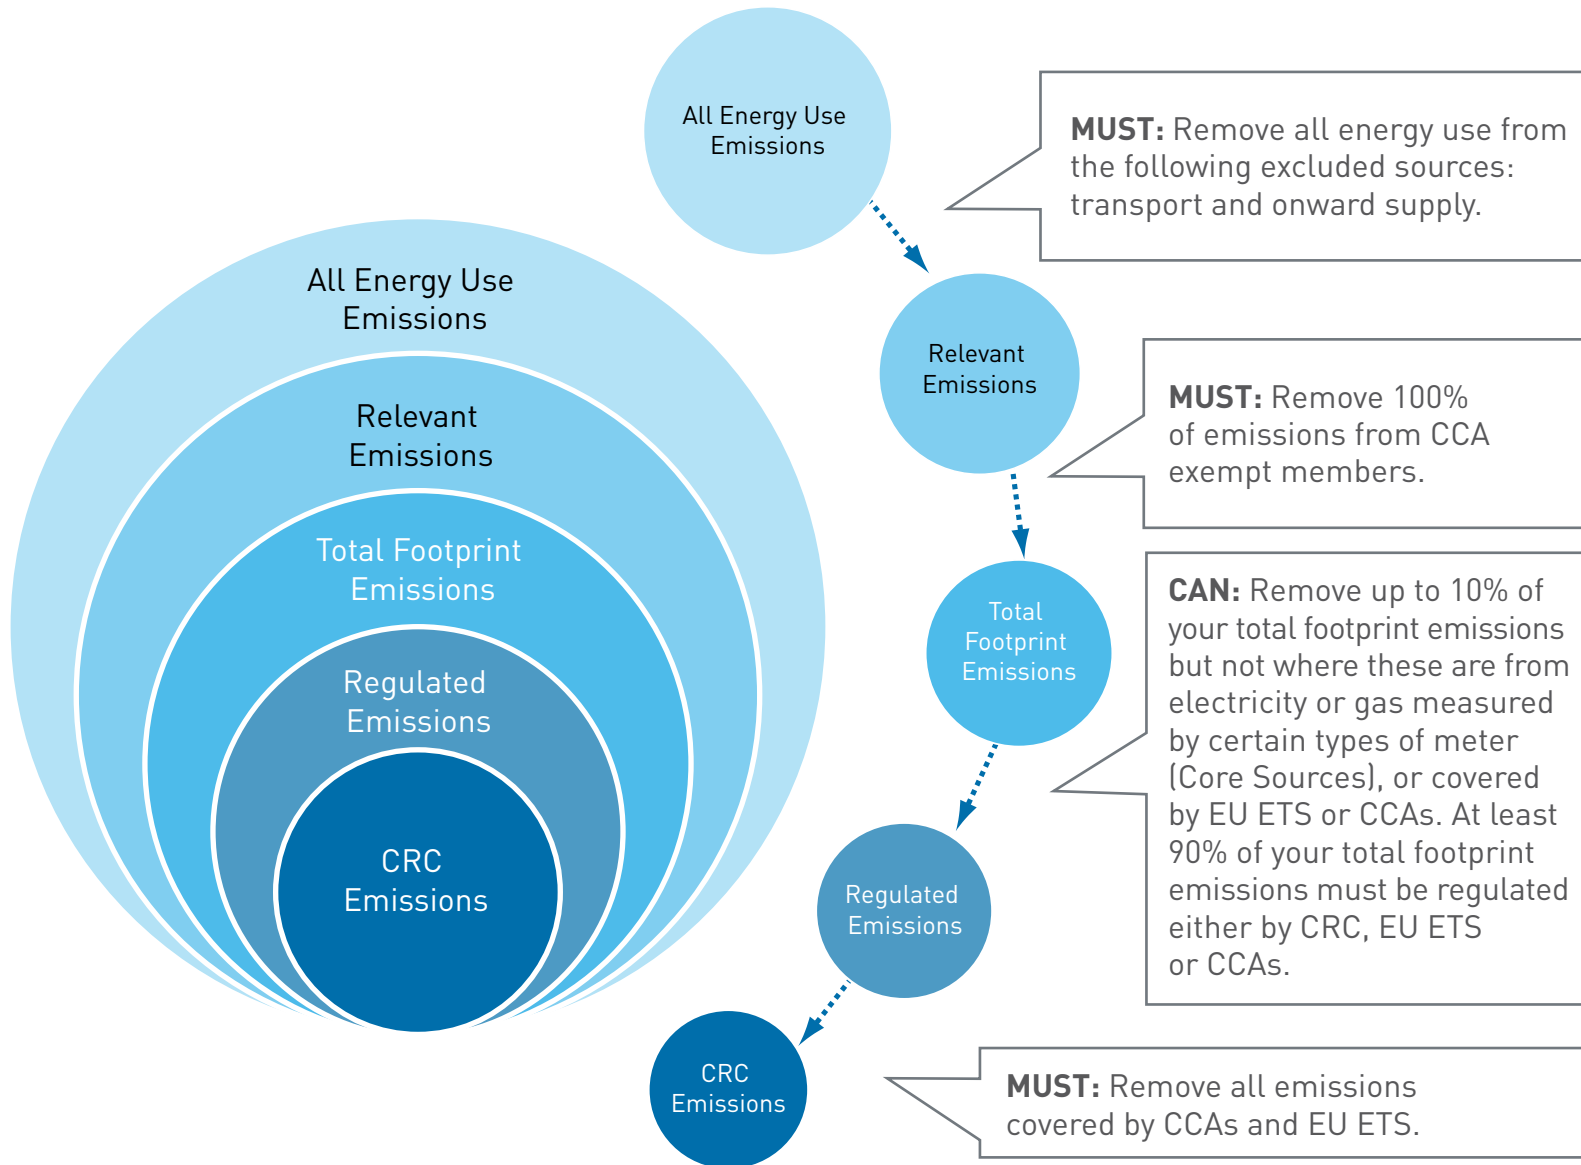 All Energy Use
Emissions
Relevant
Emissions
Total Footprint
Emissions
Regulated
Emissions
CRC
Emissions
All Energy Use
Emissions
MUST: Remove all energy use from
the following excluded sources:
transport and onward supply.
Relevant
Emissions
MUST: Remove 100%
of emissions from CCA
exempt members.
Total
Footprint
Emissions
CAN: Remove up to 10% of
your total footprint emissions
but not where these are from
electricity or gas measured
by certain types of meter
(Core Sources), or covered
by EU ETS or CCAs. At least
90% of your total footprint
emissions must be regulated
either by CRC, EU ETS
or CCAs.
Regulated
Emissions
CRC
Emissions
MUST: Remove all emissions
covered by CCAs and EU ETS.